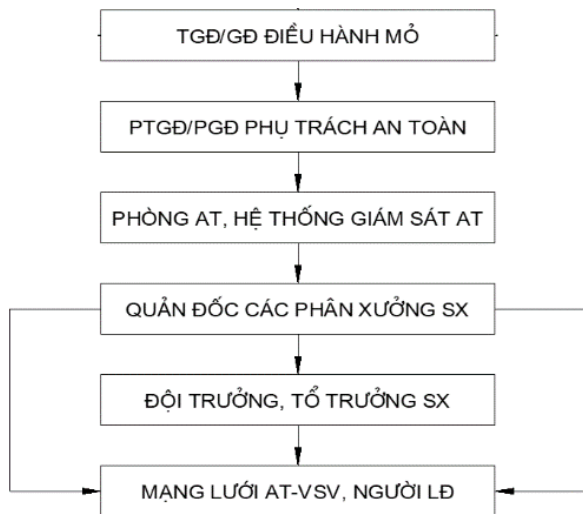 TGĐ/GĐ ĐIỀU HÀNH MỎ
PTGĐ/PGĐ PHỤ TRÁCH AN TOÀN
PHÒNG AT, HỆ THỐNG GIÁM SÁT AT
QUẢN ĐỐC CÁC PHÂN XƯỞNG SX
ĐỘI TRƯỞNG, TỔ TRƯỞNG SX
MẠNG LƯỚI AT-VSV, NGƯỜI LĐ